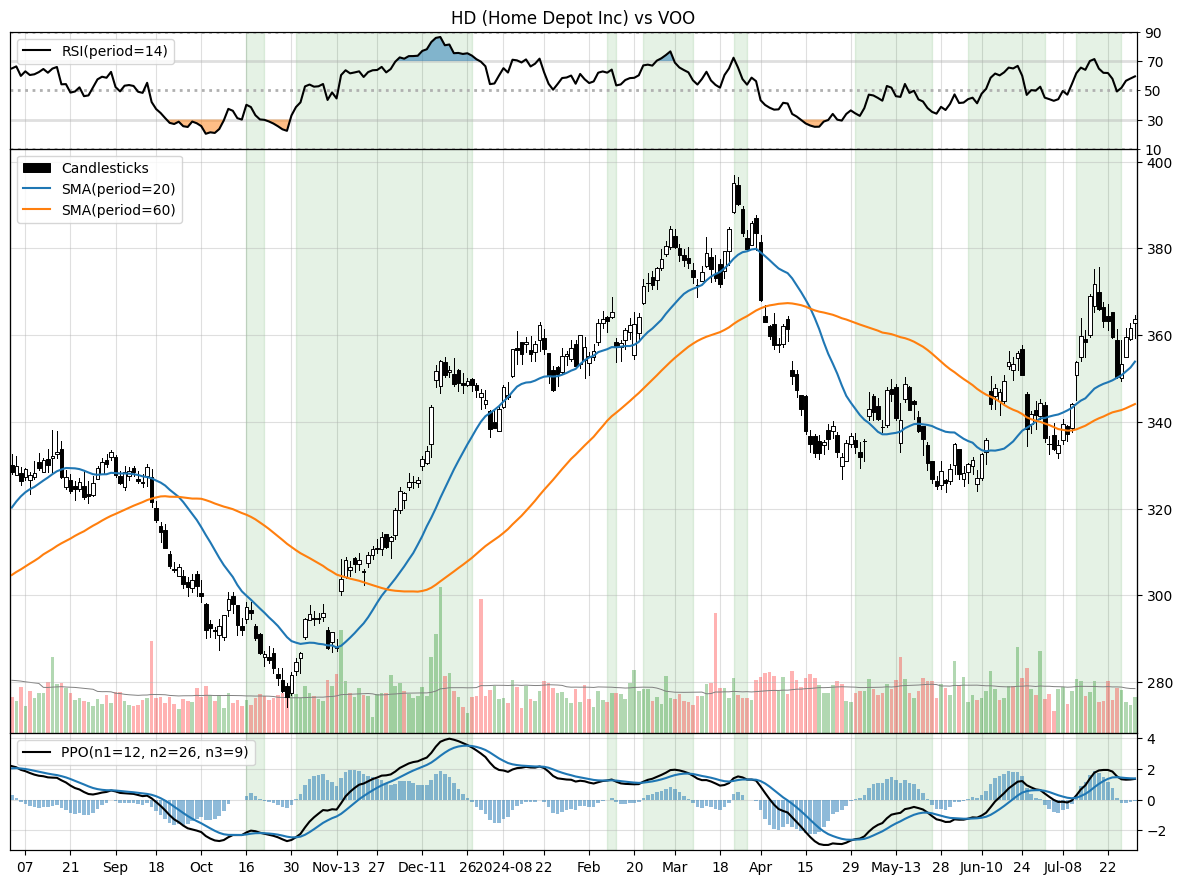 HD (Home Depot Inc) vs VOO
RSI(period=14)
90
70
50
30
10
Candlesticks
SMA(period=20)
SMA(period=60)
400
380
360
340
320
300
280
PPO(n1=12, n2=26, n3=9)
4
2
0
−2
07 21 Sep 18 Oct 16 30 Nov-13 27 Dec-11 26 2024-08 22 Feb 20 Mar 18 Apr 15 29 May-13 28 Jun-10 24 Jul-08 22